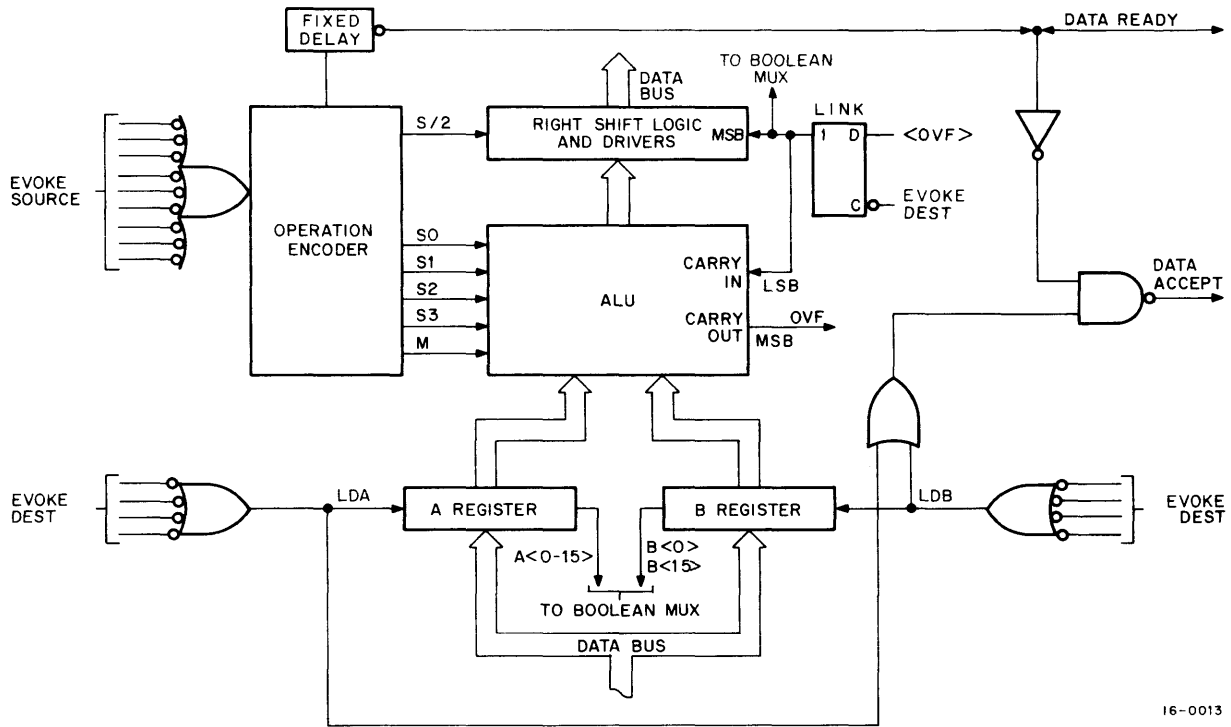 FIXED
DELAY
DATA READY
TO BOOLEAN
MUX
DATA
BUS
LINK
S/2
RIGHT SHIFT LOGIC
AND DRIVERS
MSB
1
D
<OVF>
C
EVOKE
DEST
EVOKE
SOURCE
OPERATION
ENCODER
S0
S1
S2
S3
M
ALU
CARRY
IN
LSB
CARRY
OUT
OVF
MSB
DATA
ACCEPT
EVOKE
DEST
LDA
A REGISTER
B REGISTER
LDB
EVOKE
DEST
A<0-15>
B<0>
B<15>
TO BOOLEAN MUX
DATA BUS
16-0013